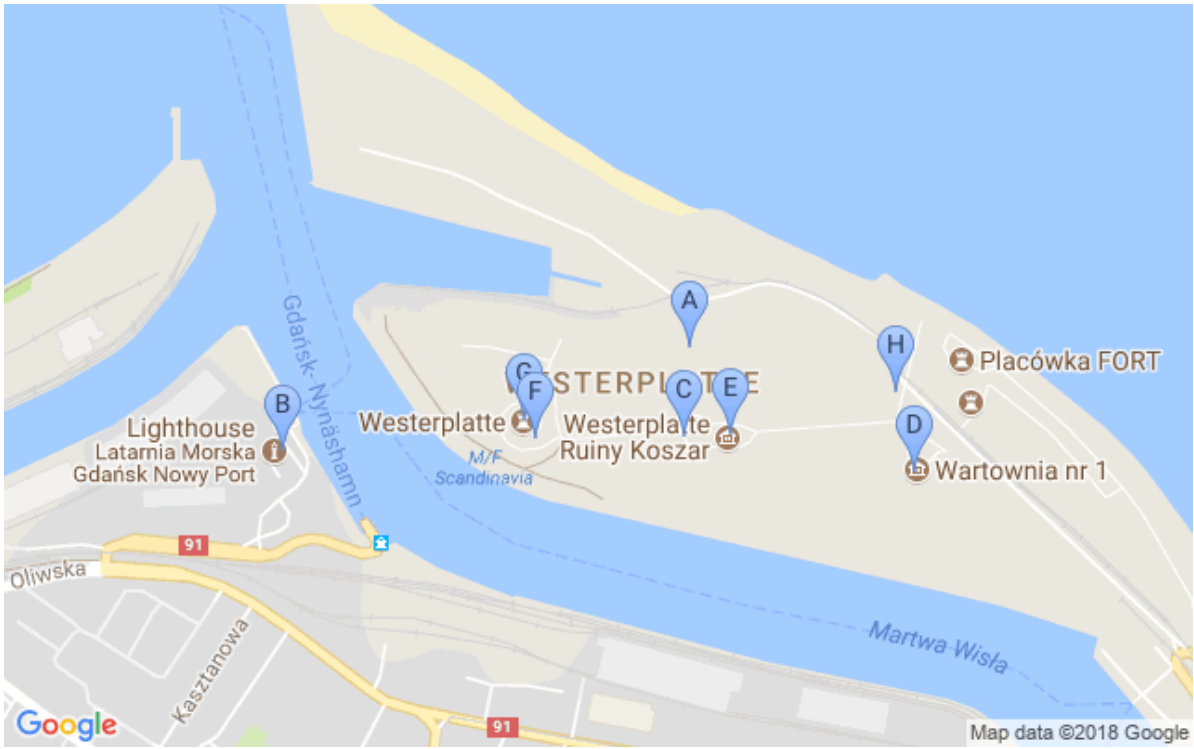 Gdańsk- Nynäshamn
A
H
Placówka FORT
G
WESTERPLATTE
F
B
C
E
Westerplatte
Westerplatte
Ruiny Koszar
D
Lighthouse
Latarnia Morska
Gdańsk Nowy Port
M/F
Scandinavia
Wartownia nr 1
91
Oliwska
Martwa Wisła
Kasztanowa
91
Google
Map data ©2018 Google